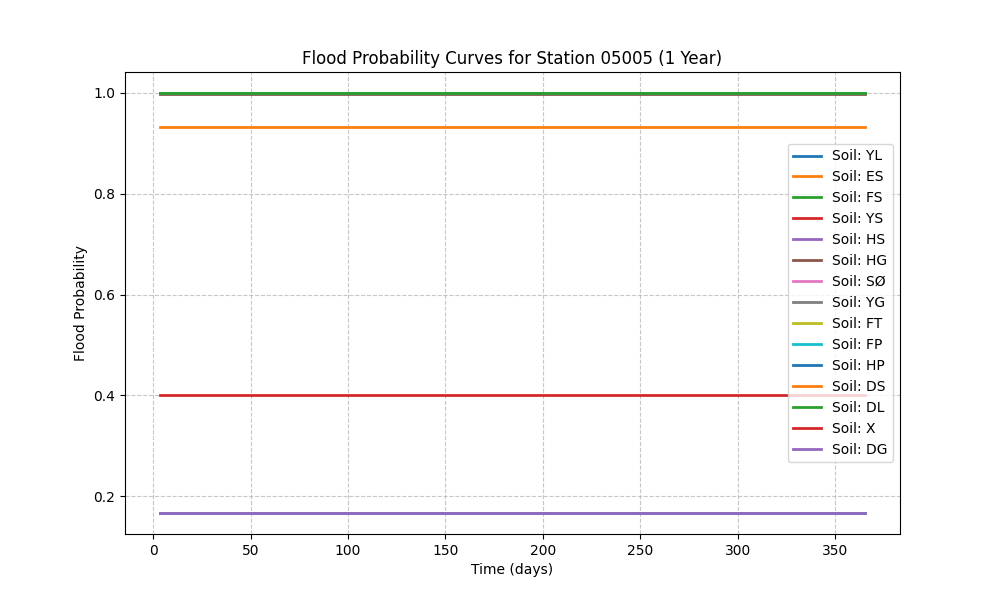 Flood Probability Curves for Station 05005 (1 Year)
1.0
0.8
0.6
0.4
0.2
Flood Probability
Soil: YL
Soil: ES
Soil: FS
Soil: YS
Soil: HS
Soil: HG
Soil: SØ
Soil: YG
Soil: FT
Soil: FP
Soil: HP
Soil: DS
Soil: DL
Soil: X
Soil: DG
0 50 100 150 200 250 300 350
Time (days)